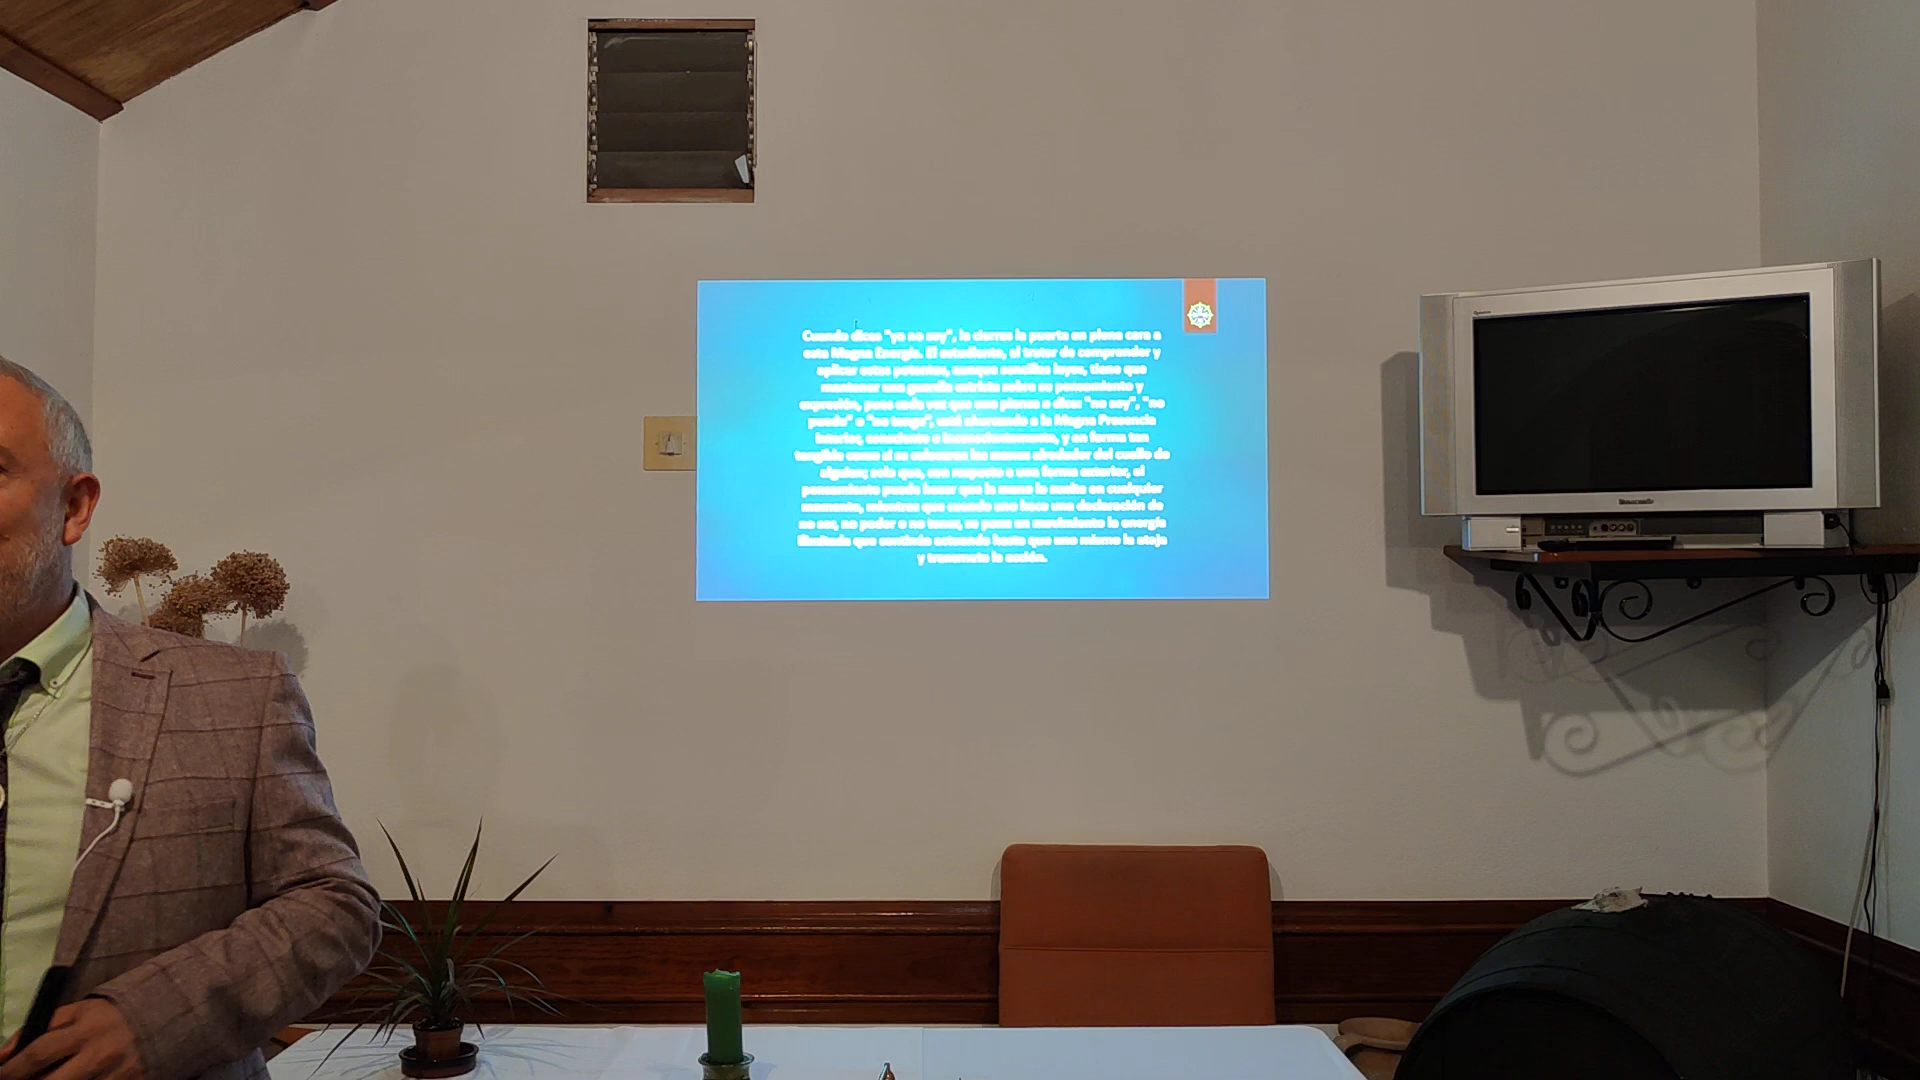 Cuando dices "yo no soy", le cierras la puerta en plena cara a
esta Magna Energía. El estudiante, al tratar de comprender y
aplicar estas potentes, aunque sencillas leyes, tiene que
mantener una guardia estricta sobre su pensamiento y
expresión, pues cada vez que uno piensa o dice: "no soy", "no
puedo" o "no tengo", está ahorcando a la Magna Presencia
Interior, consciente o inconscientemente, y en forma tan
tangible como si se colocaran las manos alrededor del cuello de
alguien; solo que, con respecto a una forma exterior, el
pensamiento puede hacer que la mano lo suelte en cualquier
momento, mientras que cuando uno hace una declaración de
no ser, no poder o no tener, se pone en movimiento la energía
ilimitada que continúa actuando hasta que uno mismo la ataja
y transmuta la acción.